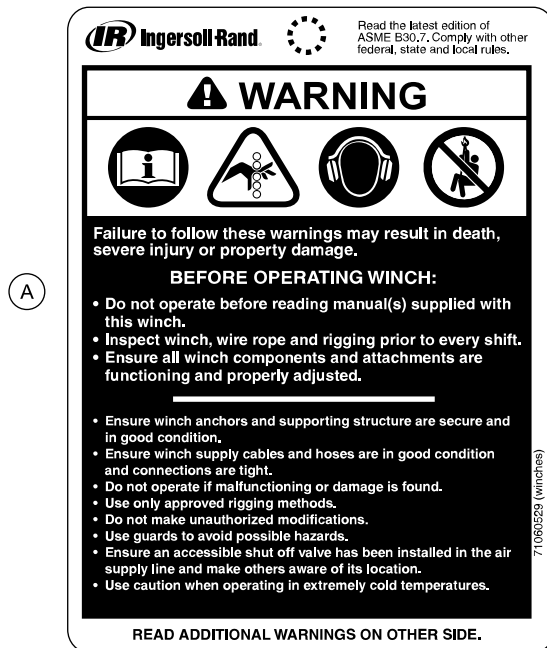 IR Ingersoll Rand
Read the latest edition of
ASME B30.7. Comply with other
federal, state and local rules.
WARNING
Failure to follow these warnings may result in death,
severe injury or property damage.
BEFORE OPERATING WINCH:
• Do not operate before reading manual(s) supplied with
this winch.
• Inspect winch, wire rope and rigging prior to every shift.
• Ensure all winch components and attachments are
functioning and properly adjusted.
• Ensure winch anchors and supporting structure are secure and
in good condition.
• Ensure winch supply cables and hoses are in good condition
and connections are tight.
• Do not operate if malfunctioning or damage is found.
• Use only approved rigging methods.
• Do not make unauthorized modifications.
• Use guards to avoid possible hazards.
• Ensure an accessible shut off valve has been installed in the air
supply line and make others aware of its location.
• Use caution when operating in extremely cold temperatures.
READ ADDITIONAL WARNINGS ON OTHER SIDE.
71060529 (winches)
A